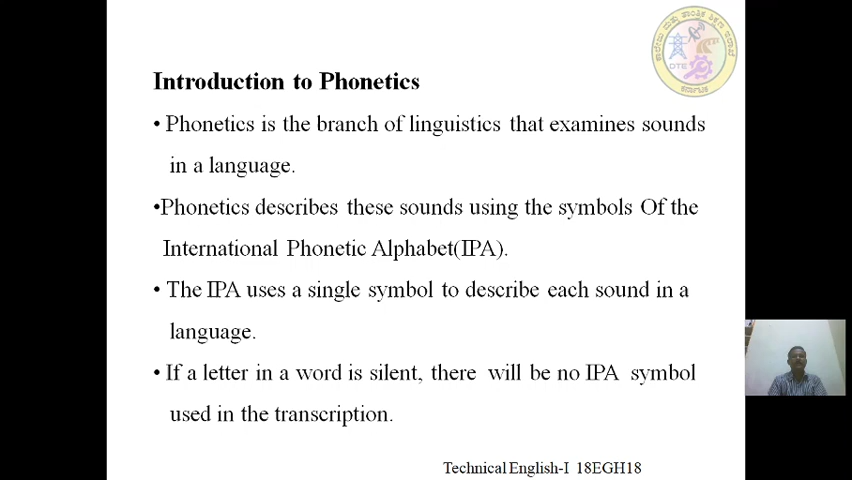 Introduction to Phonetics
• Phonetics is the branch of linguistics that examines sounds
in a language.
•Phonetics describes these sounds using the symbols Of the
International Phonetic Alphabet(IPA).
• The IPA uses a single symbol to describe each sound in a
language.
• If a letter in a word is silent, there will be no IPA symbol
used in the transcription.
Technical English-I 18EGH18
DTE